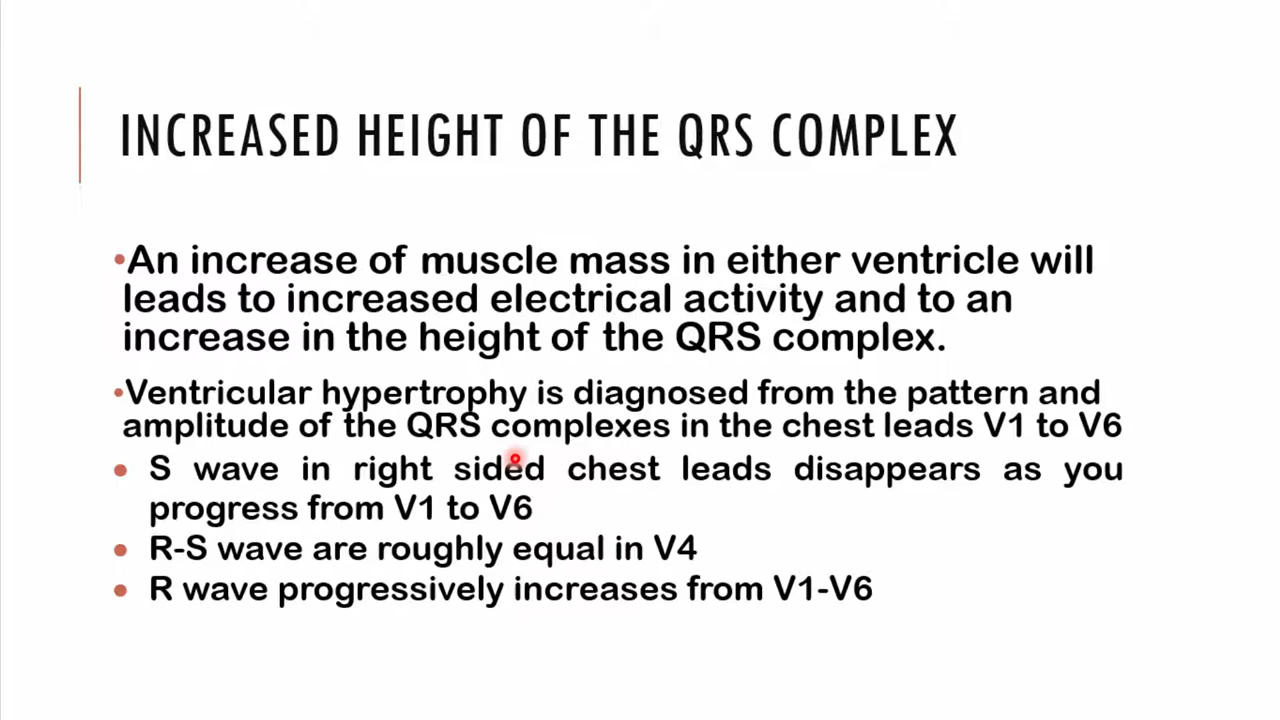 INCREASED HEIGHT OF THE QRS COMPLEX
•An increase of muscle mass in either ventricle will
leads to increased electrical activity and to an
increase in the height of the QRS complex.
•Ventricular hypertrophy is diagnosed from the pattern and
amplitude of the QRS complexes in the chest leads V1 to V6
• S wave in right sided chest leads disappears as you
progress from V1 to V6
• R-S wave are roughly equal in V4
• R wave progressively increases from V1-V6